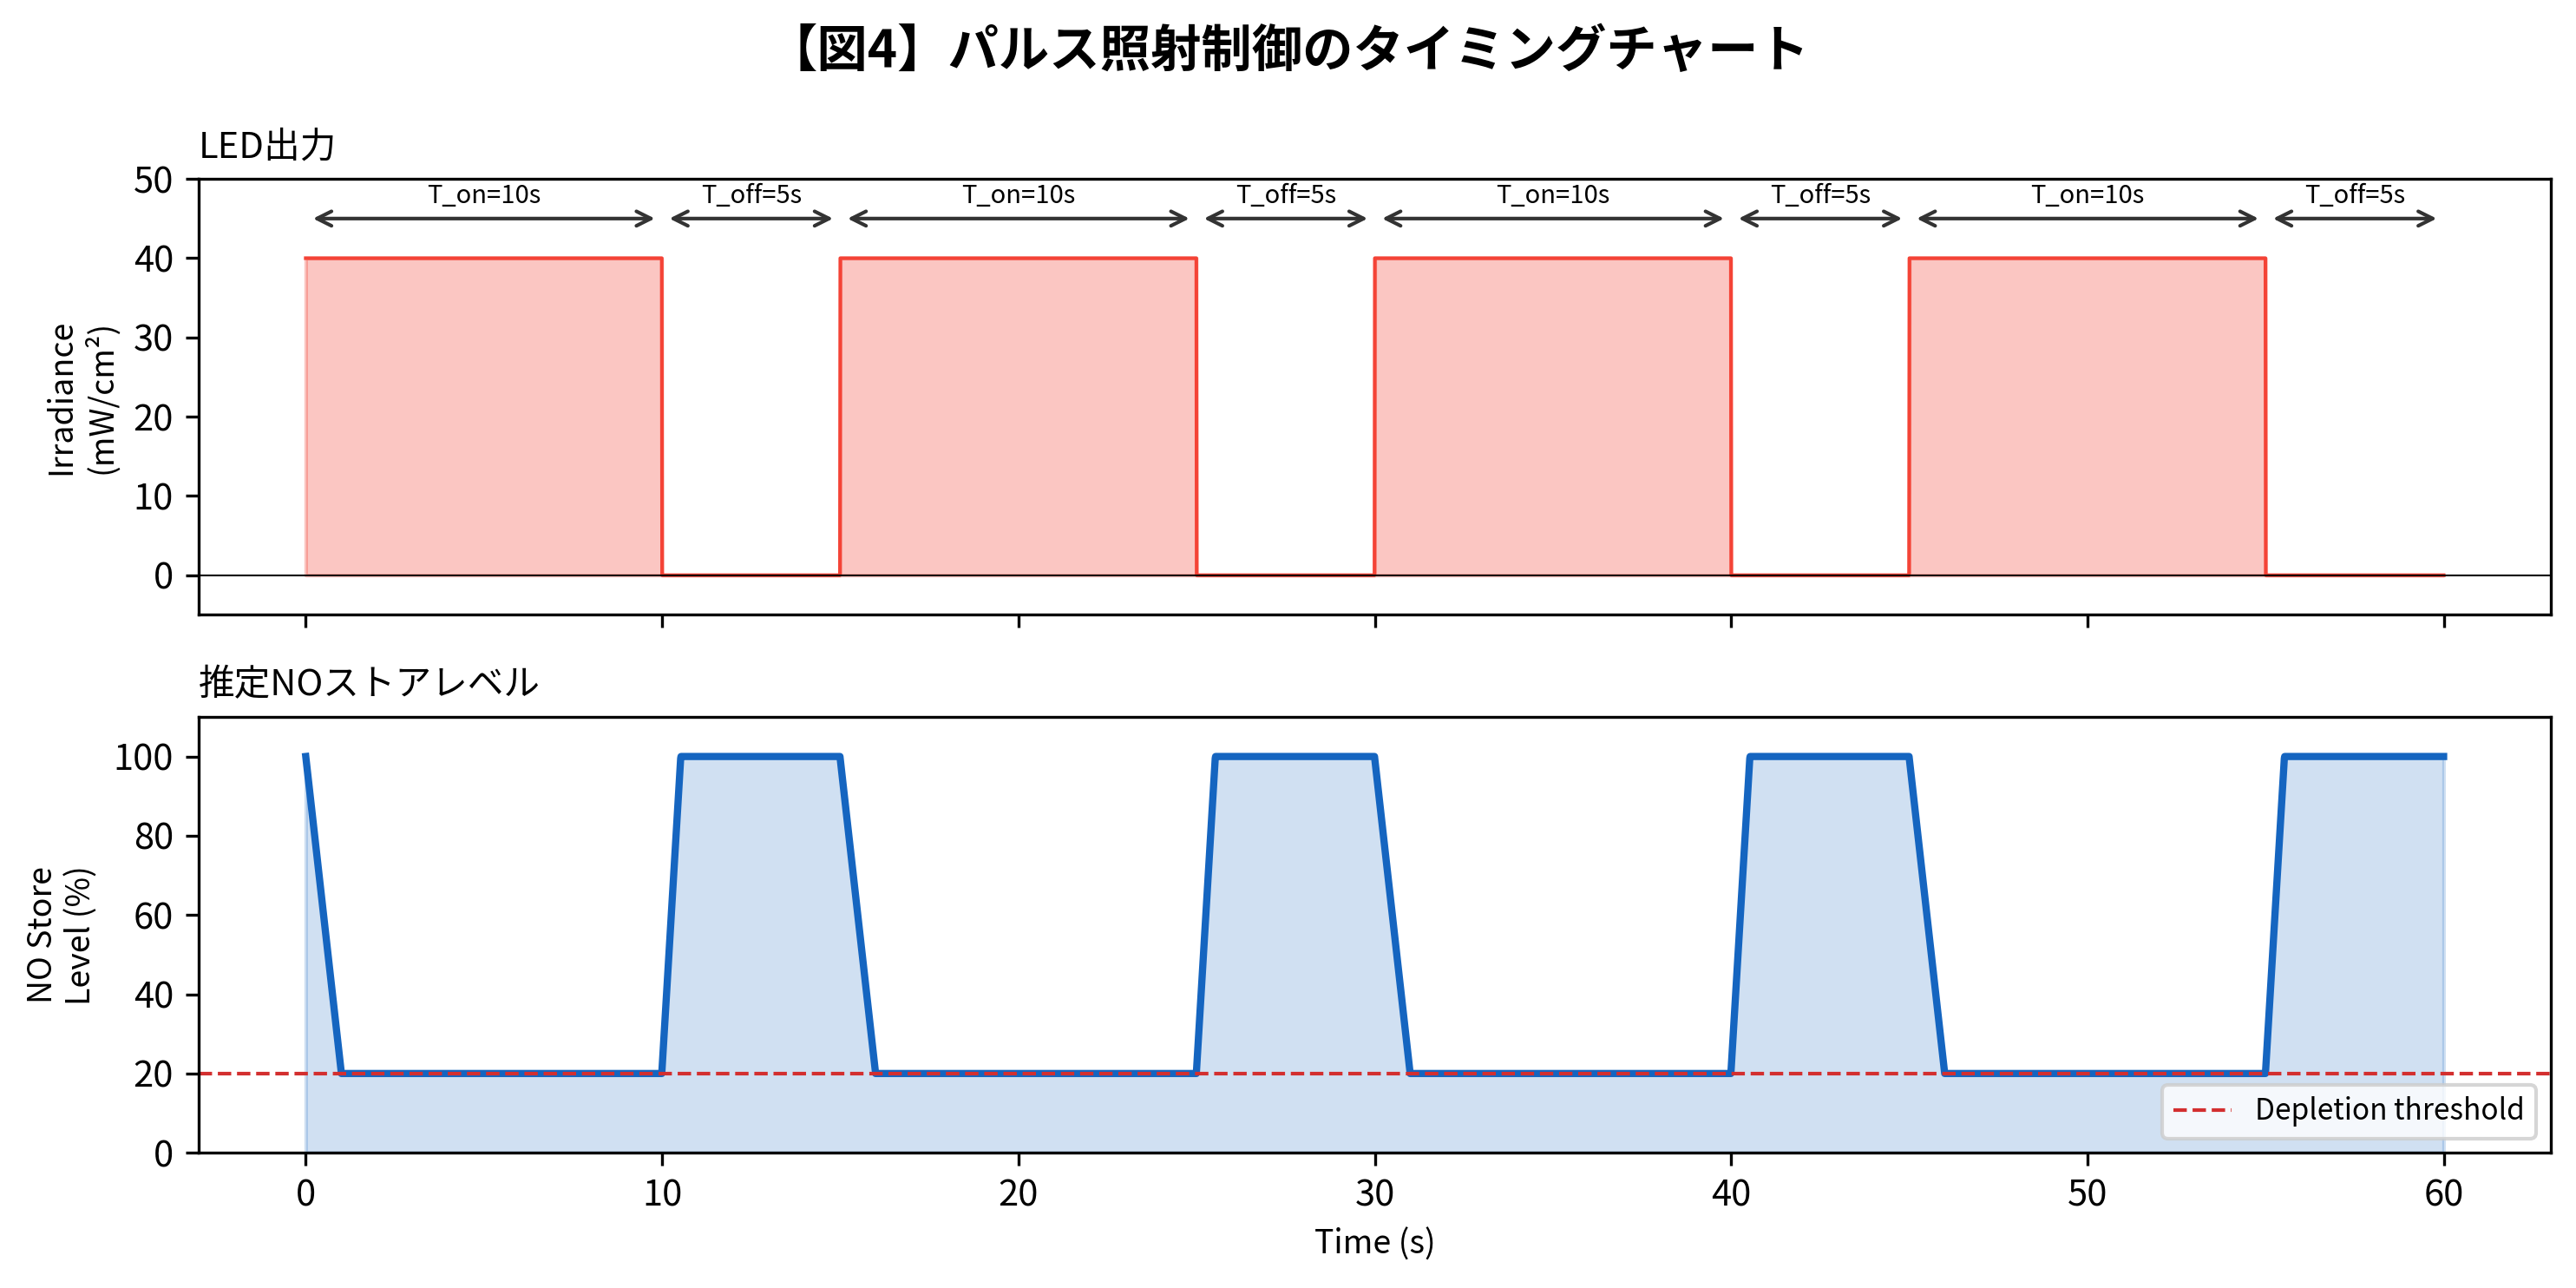 【図4】パルス照射制御のタイミングチャート
LED出力
T_on=10s
T_off=5s
T_on=10s
T_off=5s
T_on=10s
T_off=5s
T_on=10s
T_off=5s
50
40
30
20
10
0
Irradiance
(mW/cm²)
推定NOストアレベル
100
80
60
40
20
0
NO Store
Level (%)
Depletion threshold
0
10
20
30
40
50
60
Time (s)